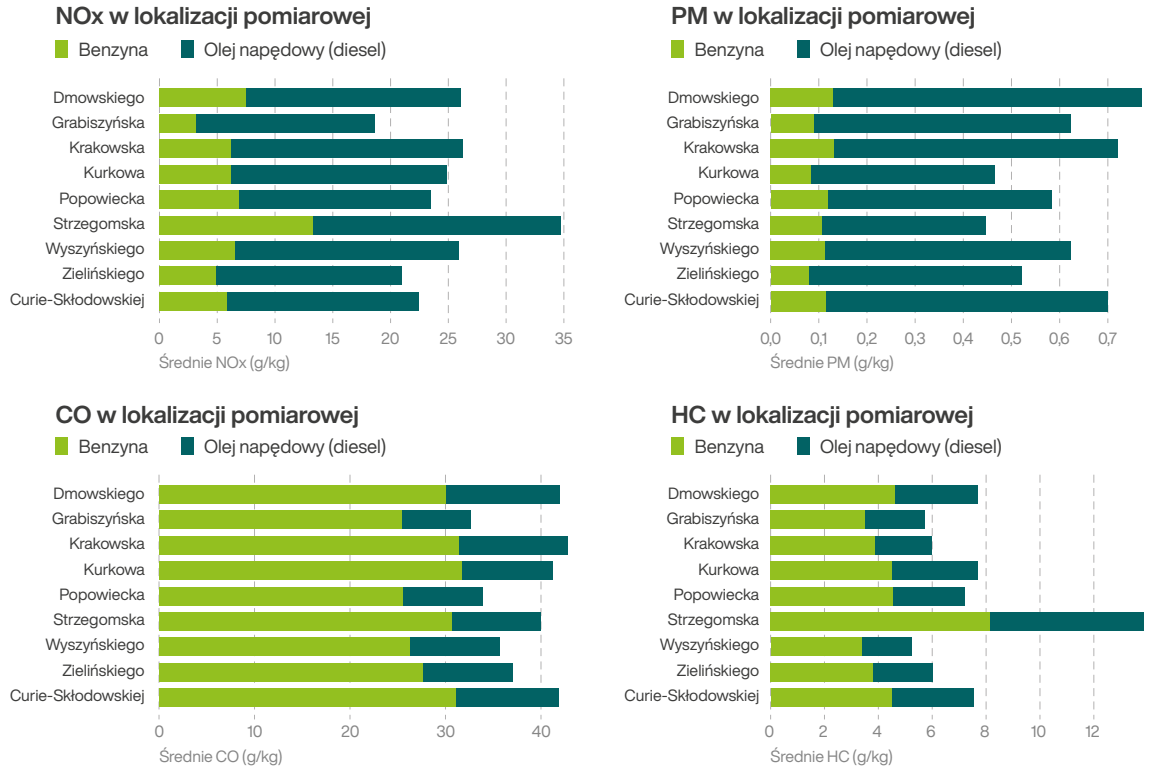 NOx w lokalizacji pomiarowej
Benzyna Olej napędowy (diesel)
Dmowskiego
Grabiszyńska
Krakowska
Kurkowa
Popowiecka
Strzegomska
Wyszyńskiego
Zielińskiego
Curie-Skłodowskiej
0 5 10 15 20 25 30 35
Średnie NOx (g/kg)
PM w lokalizacji pomiarowej
Benzyna Olej napędowy (diesel)
Dmowskiego
Grabiszyńska
Krakowska
Kurkowa
Popowiecka
Strzegomska
Wyszyńskiego
Zielińskiego
Curie-Skłodowskiej
0,0 0,1 0,2 0,3 0,4 0,5 0,6 0,7
Średnie PM (g/kg)
CO w lokalizacji pomiarowej
Benzyna Olej napędowy (diesel)
Dmowskiego
Grabiszyńska
Krakowska
Kurkowa
Popowiecka
Strzegomska
Wyszyńskiego
Zielińskiego
Curie-Skłodowskiej
0 10 20 30 40
Średnie CO (g/kg)
HC w lokalizacji pomiarowej
Benzyna Olej napędowy (diesel)
Dmowskiego
Grabiszyńska
Krakowska
Kurkowa
Popowiecka
Strzegomska
Wyszyńskiego
Zielińskiego
Curie-Skłodowskiej
0 2 4 6 8 10 12
Średnie HC (g/kg)